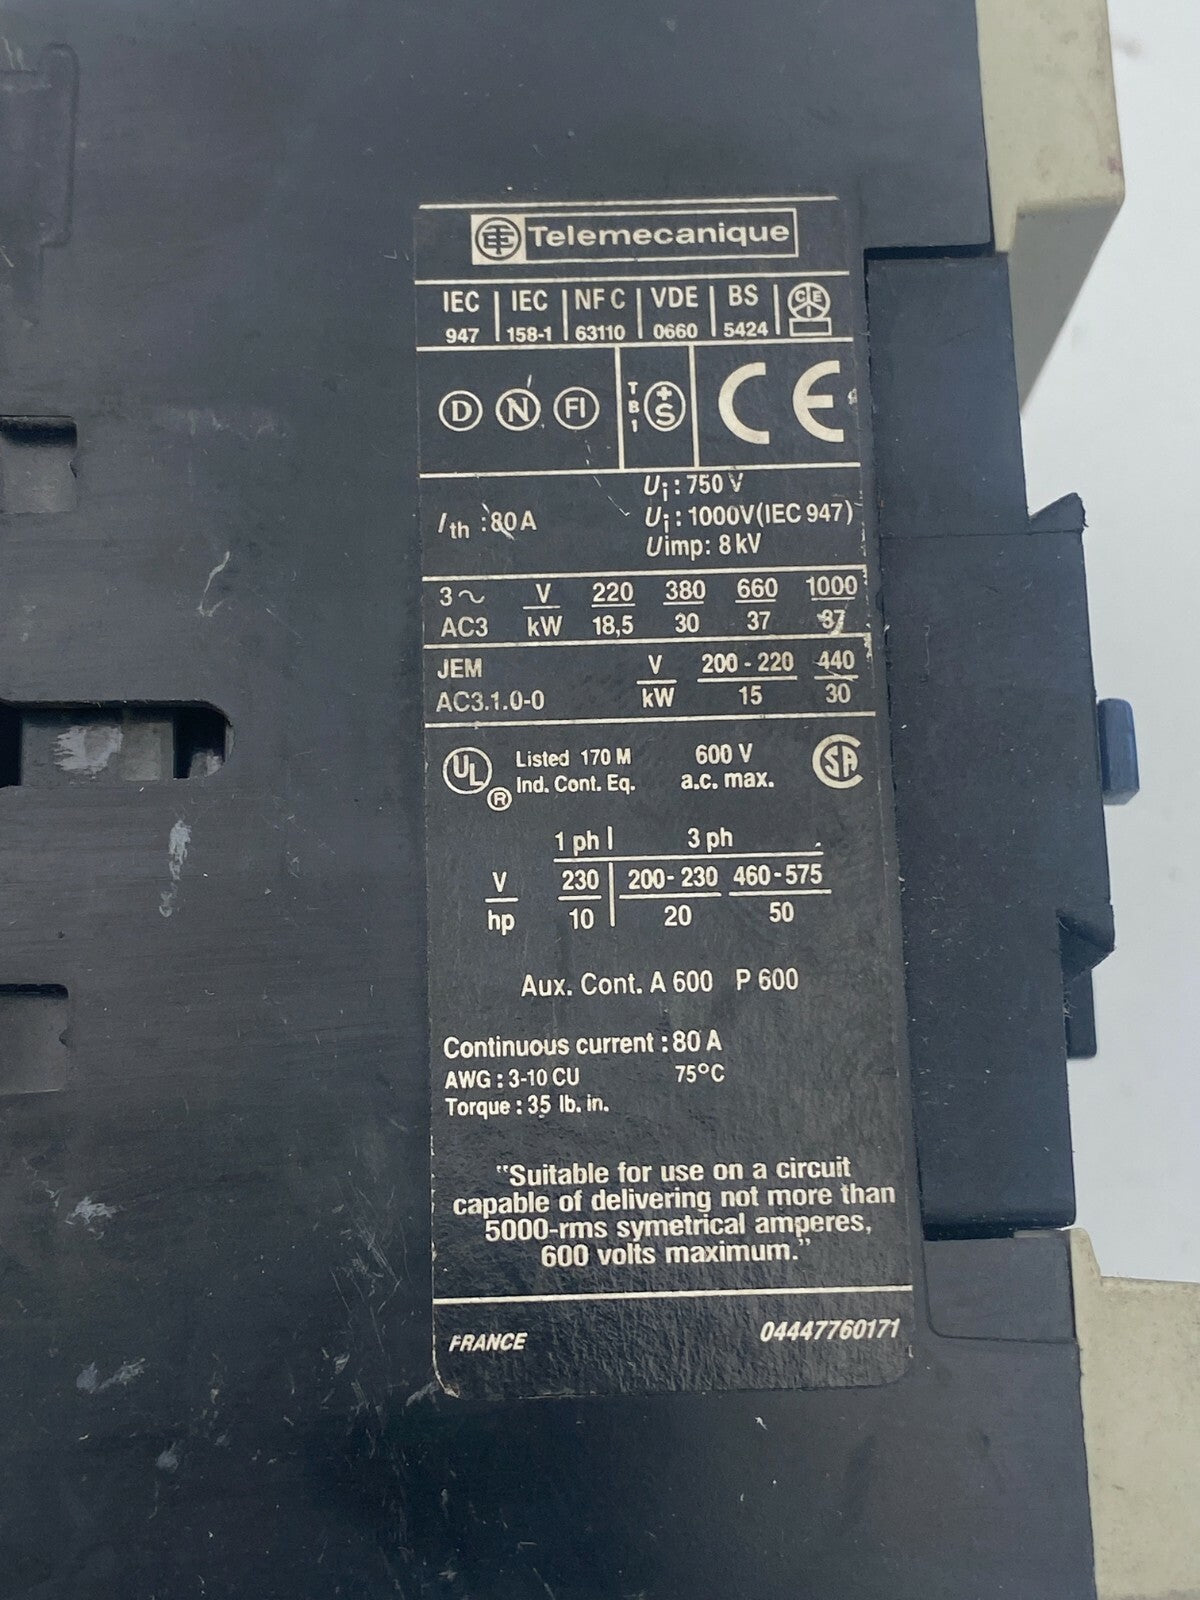 Telemecanique
IEC 947 | IEC 158-1 | NF C 63110 | VDE 0660 | BS 5424 | CEI
D N FI TB1 +S CE
Ith : 80 A
Ui : 750 V
Ui : 1000V (IEC 947)
Uimp: 8 kV
3~ V 220 380 660 1000
AC3 kW 18,5 30 37 37
JEM V 200 - 220 440
AC3.1.0-0 kW 15 30
UL ® Listed 170 M 600 V SA
Ind. Cont. Eq. a.c. max.
1 ph | 3 ph
V 230 200- 230 460-575
hp 10 20 50
Aux. Cont. A 600 P 600
Continuous current : 80 A
AWG : 3-10 CU 75°C
Torque : 35 lb. in.
"Suitable for use on a circuit
capable of delivering not more than
5000-rms symetrical amperes,
600 volts maximum."
FRANCE 04447760171